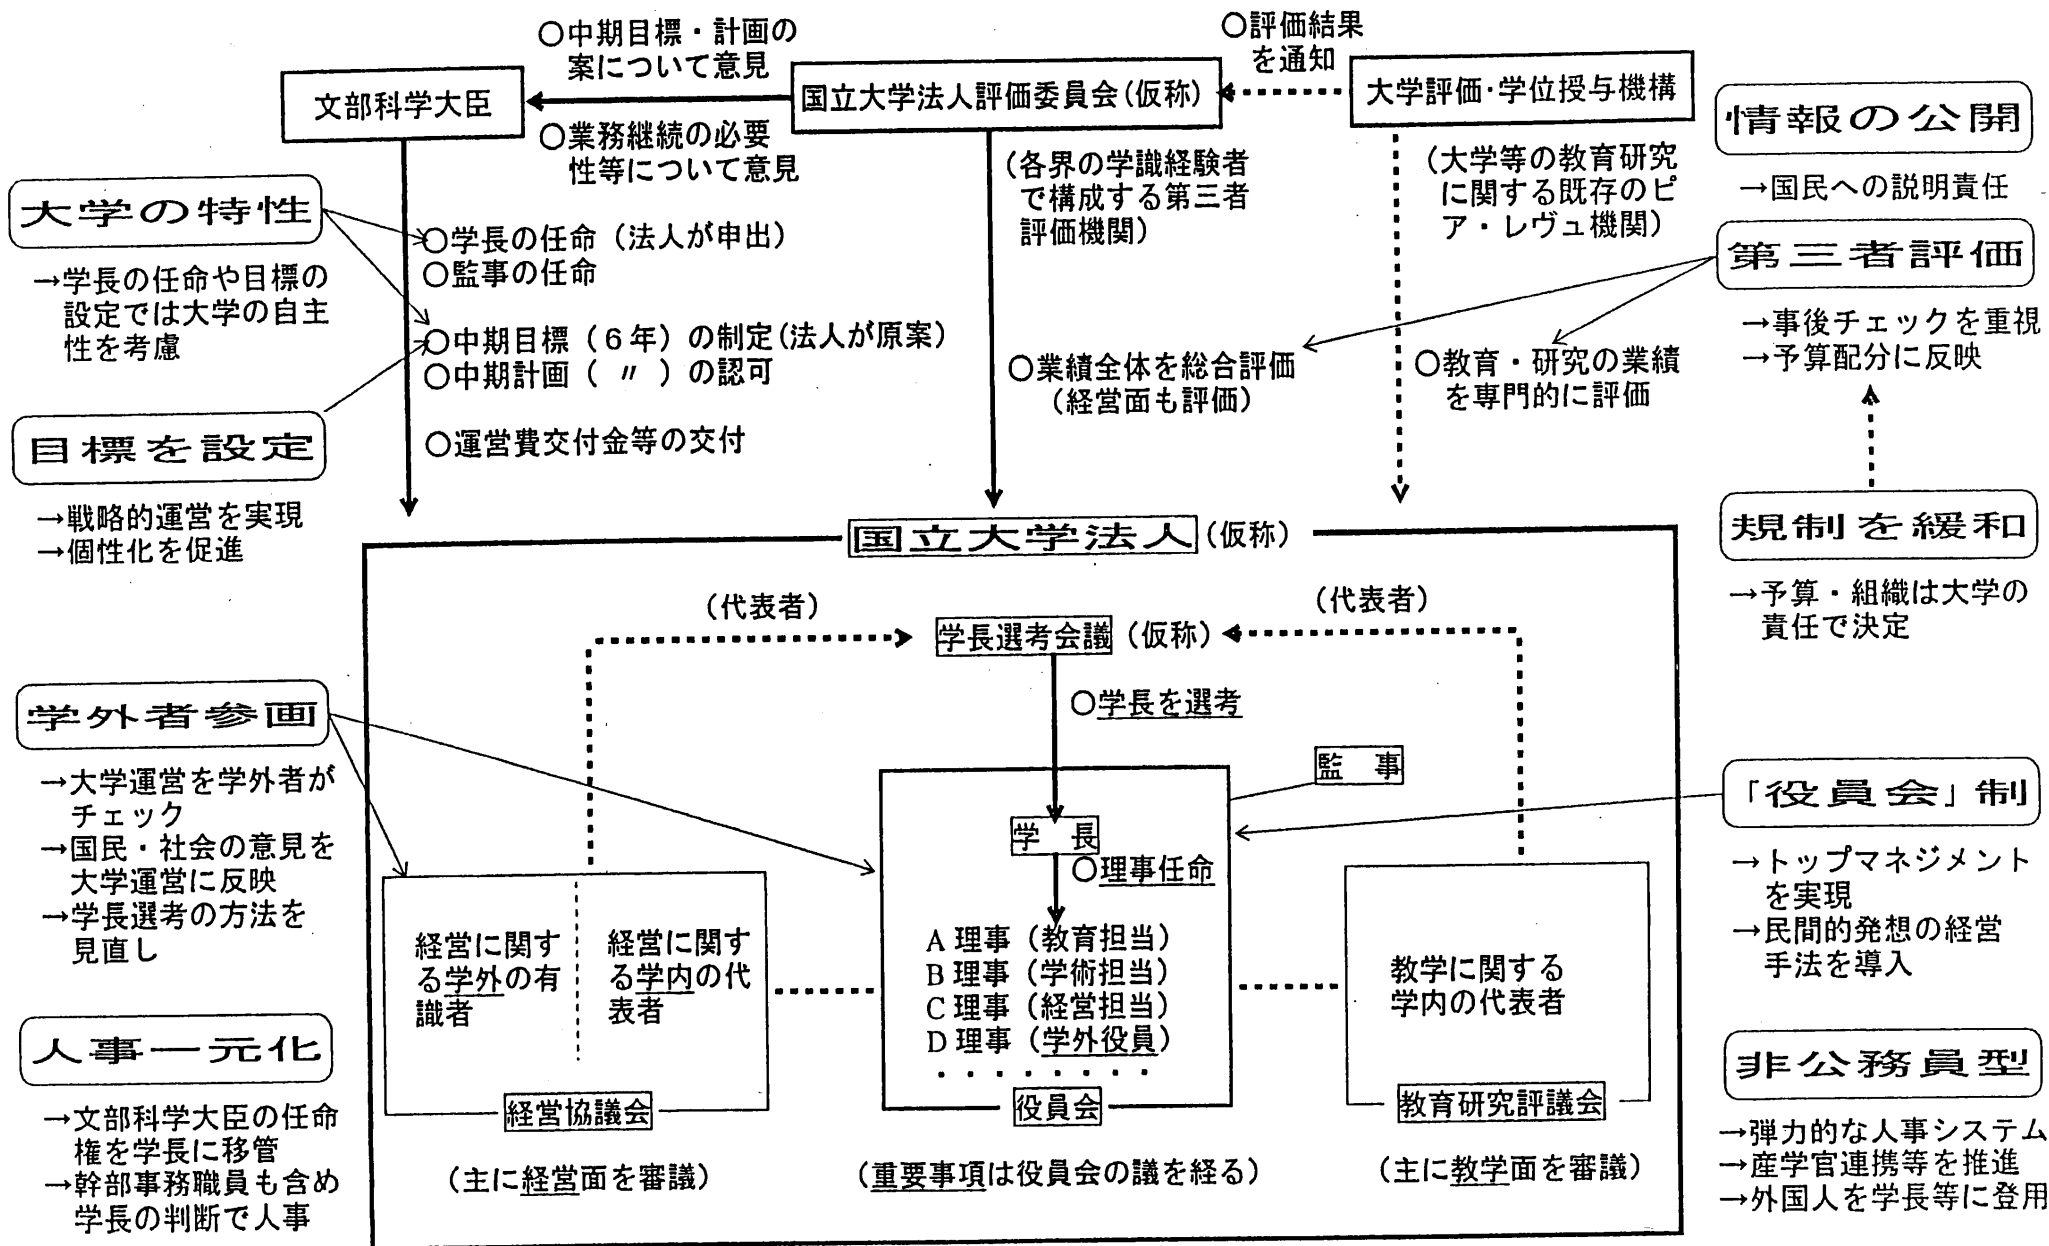 ○中期目標・計画の
案について意見
○評価結果
を通知
文部科学大臣
国立大学法人評価委員会(仮称)
大学評価・学位授与機構
○業務継続の必要
性等について意見
(各界の学識経験者
で構成する第三者
評価機関)
(大学等の教育研究
に関する既存のピ
ア・レヴュ機関)
情報の公開
→国民への説明責任
大学の特性
→学長の任命や目標の
設定では大学の自主
性を考慮
○学長の任命(法人が申出)
○監事の任命
○中期目標(6年)の制定(法人が原案)
○中期計画( 〃 )の認可
○運営費交付金等の交付
○業績全体を総合評価
(経営面も評価)
○教育・研究の業績
を専門的に評価
第三者評価
→事後チェックを重視
→予算配分に反映
目標を設定
→戦略的運営を実現
→個性化を促進
規制を緩和
→予算・組織は大学の
責任で決定
国立大学法人(仮称)
(代表者)
(代表者)
学長選考会議(仮称)
○学長を選考
監 事
学 長
○理事任命
A 理事(教育担当)
B 理事(学術担当)
C 理事(経営担当)
D 理事(学外役員)
・・・・・・・・
役員会
(重要事項は役員会の議を経る)
経営に関す
る学外の有
識者
経営に関す
る学内の代
表者
経営協議会
(主に経営面を審議)
教学に関する
学内の代表者
教育研究評議会
(主に教学面を審議)
学外者参画
→大学運営を学外者が
チェック
→国民・社会の意見を
大学運営に反映
→学長選考の方法を
見直し
人事一元化
→文部科学大臣の任命
権を学長に移管
→幹部事務職員も含め
学長の判断で人事
「役員会」制
→トップマネジメント
を実現
→民間的発想の経営
手法を導入
非公務員型
→弾力的な人事システム
→産学官連携等を推進
→外国人を学長等に登用